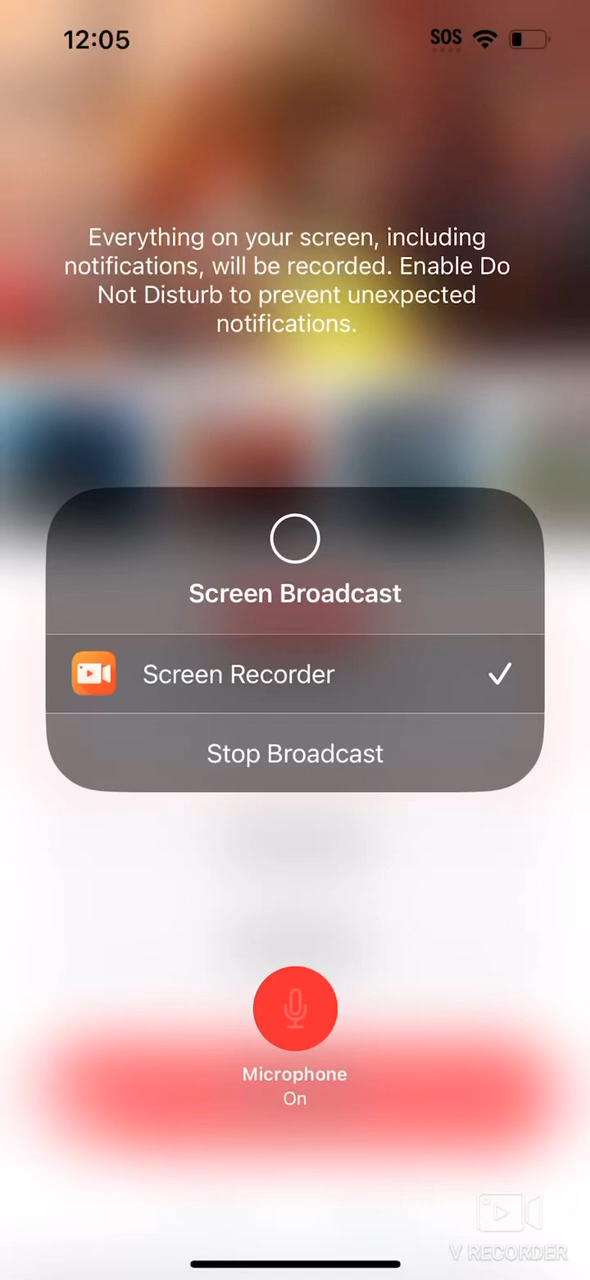 12:05
SOS
Everything on your screen, including
notifications, will be recorded. Enable Do
Not Disturb to prevent unexpected
notifications.
Screen Broadcast
Screen Recorder
Stop Broadcast
Microphone
On
V RECORDER